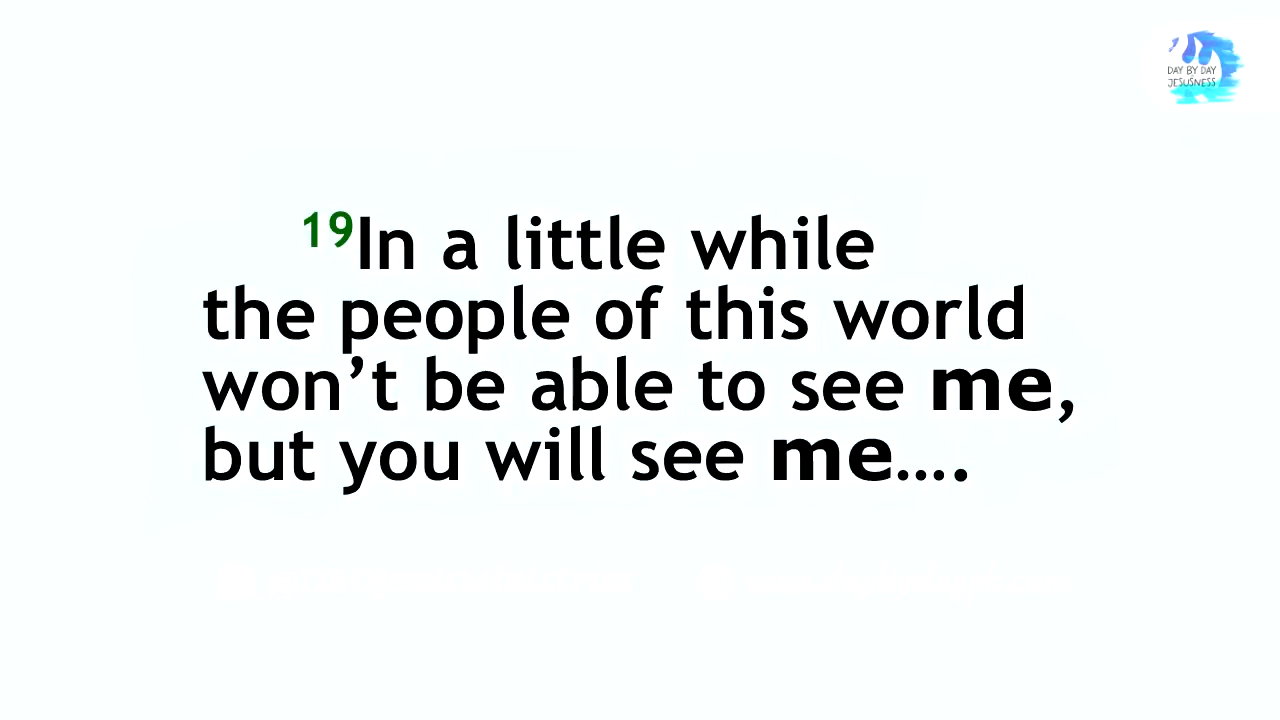 DAY BY DAY
JESUSNESS
19In a little while
the people of this world
won’t be able to see me,
but you will see me….